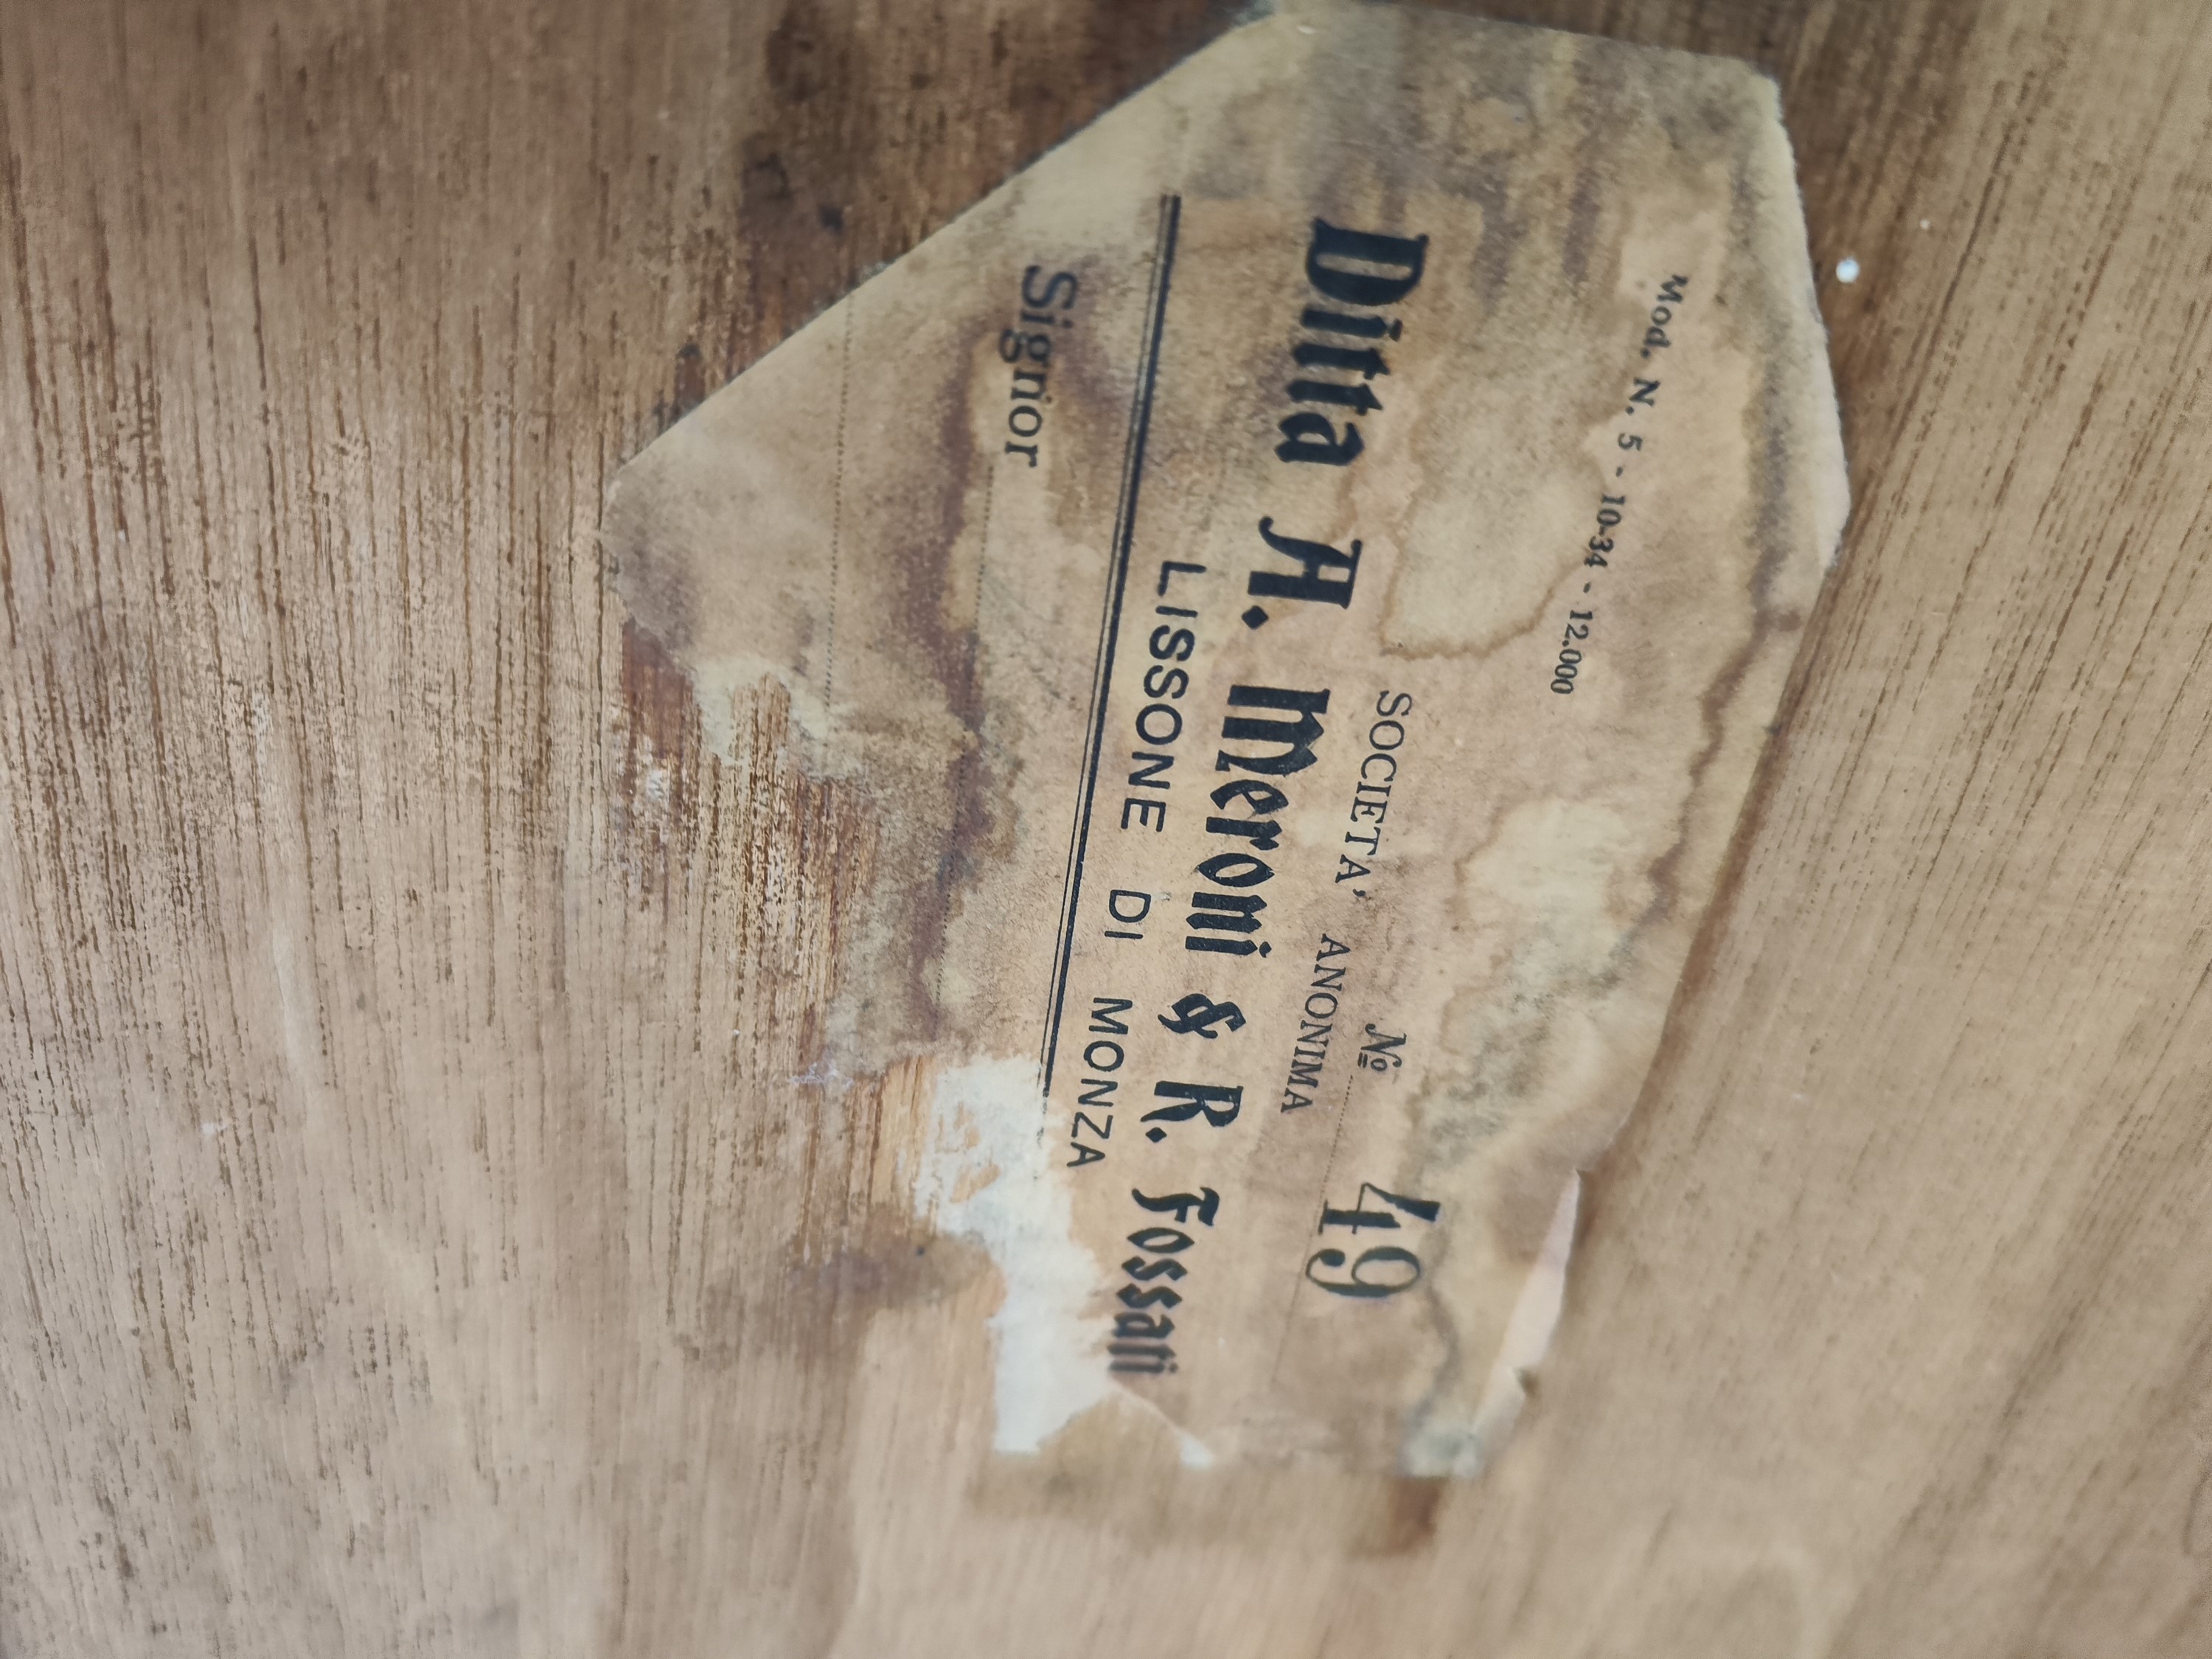 Mod. N. 5 - 10-34 - 12.000
Nº 49
SOCIETA' ANONIMA
Ditta A. Meroni & R. Fossati
LISSONE DI MONZA
Signor